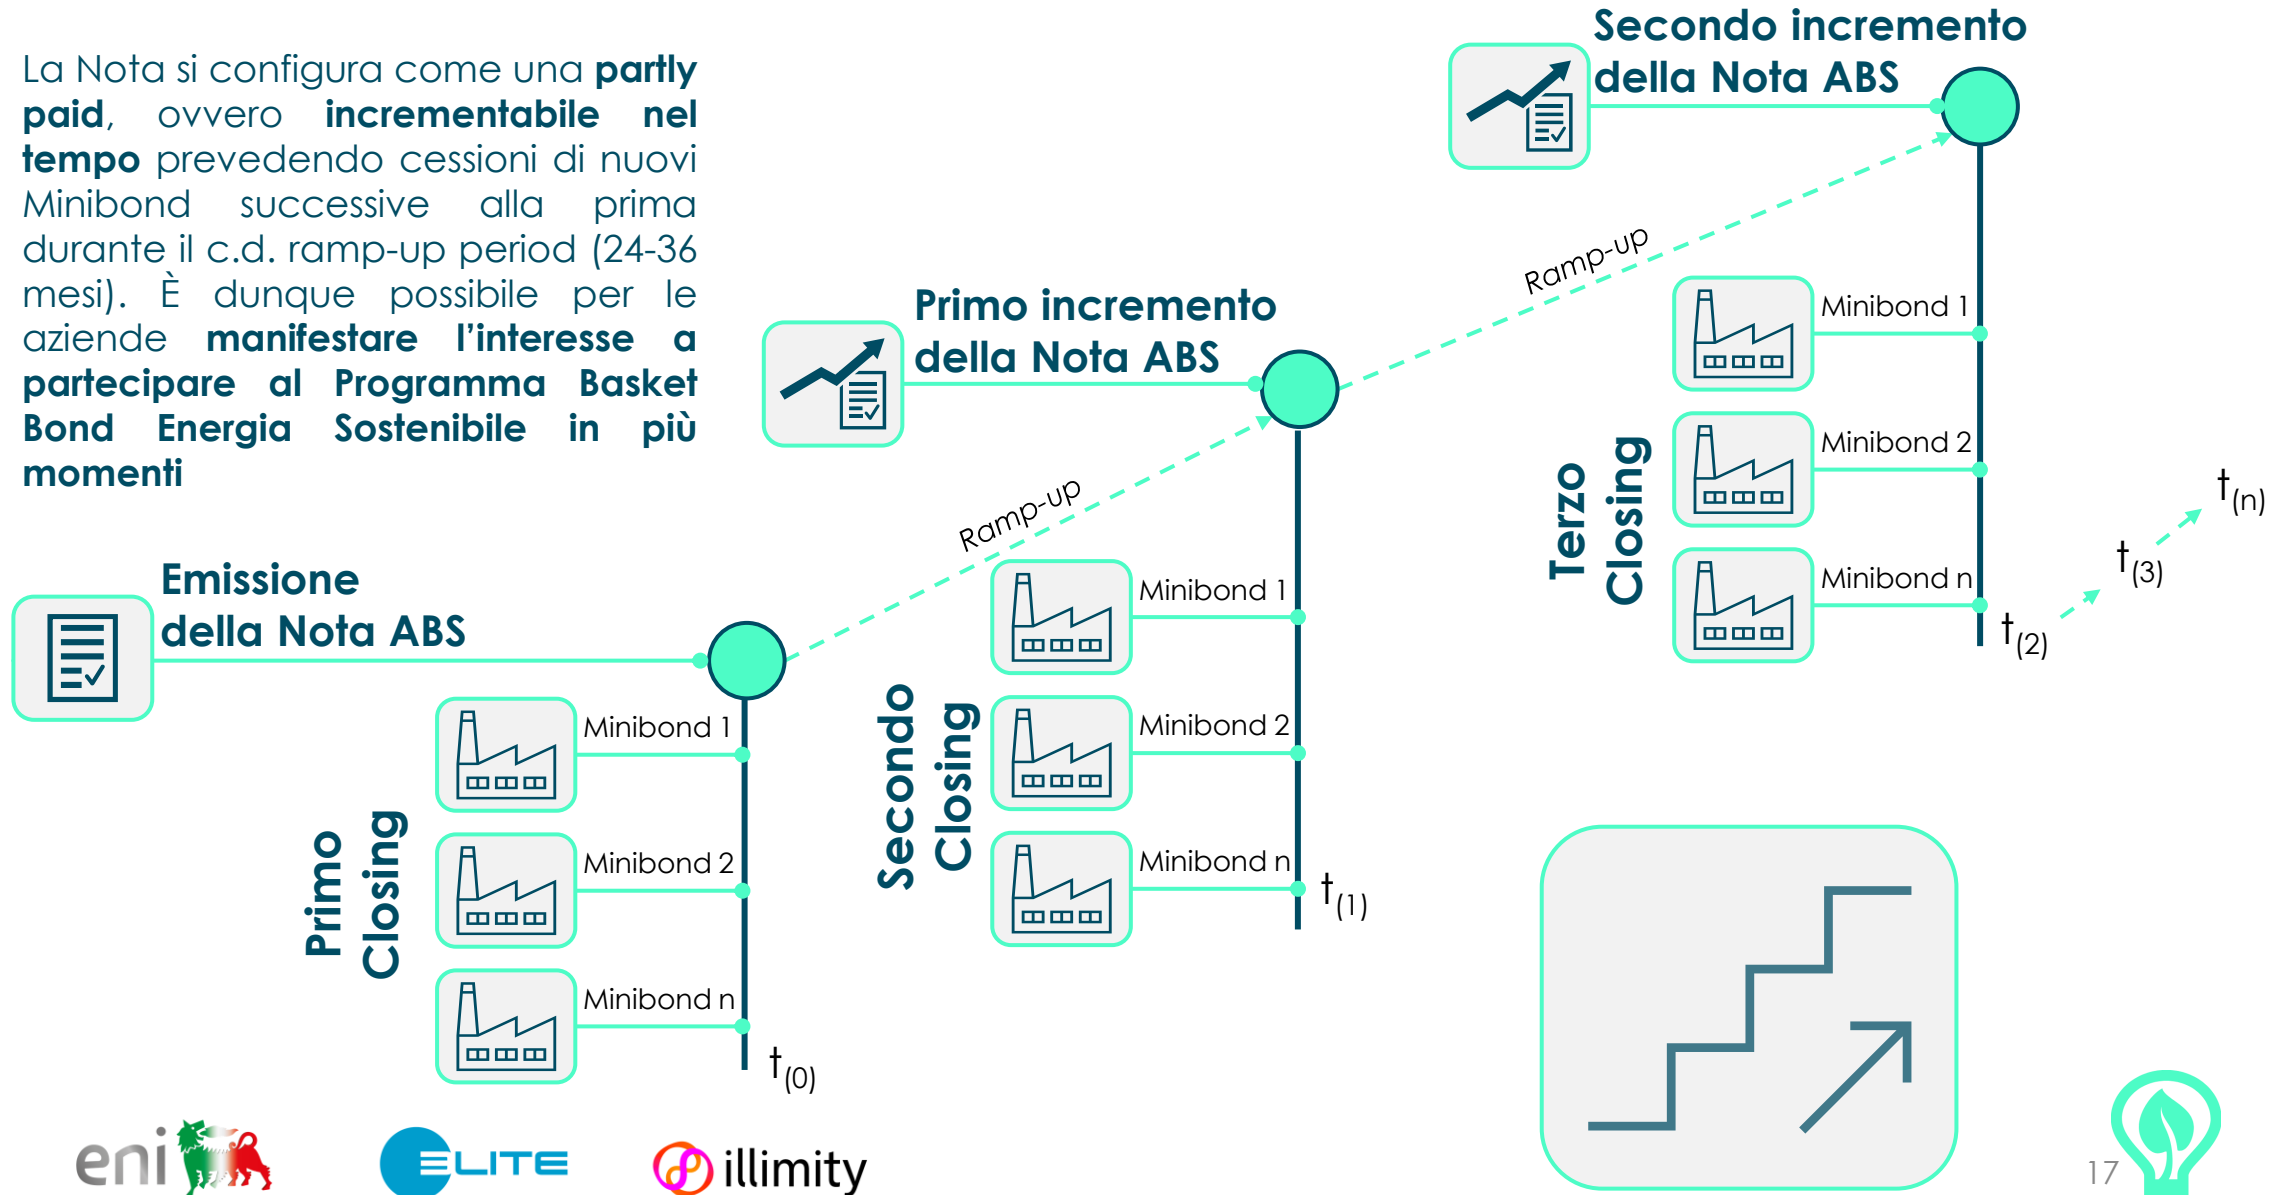 La Nota si configura come una partly
paid, ovvero incrementabile nel
tempo prevedendo cessioni di nuovi
Minibond successive alla prima
durante il c.d. ramp-up period (24-36
mesi). È dunque possibile per le
aziende manifestare l’interesse a
partecipare al Programma Basket
Bond Energia Sostenibile in più
momenti
Emissione
della Nota ABS
Primo
Closing
Minibond 1
Minibond 2
Minibond n
t(0)
Ramp-up
Primo incremento
della Nota ABS
Secondo
Closing
Minibond 1
Minibond 2
Minibond n
t(1)
Ramp-up
Secondo incremento
della Nota ABS
Terzo
Closing
Minibond 1
Minibond 2
Minibond n
t(2)
t(3)
t(n)
eni
ELITE
illimity
17